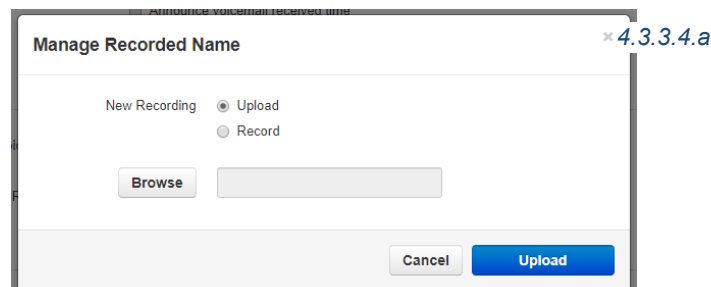 Announce voicemail received time
Manage Recorded Name
× 4.3.3.4.a
New Recording
Upload
Record
Browse
Cancel
Upload